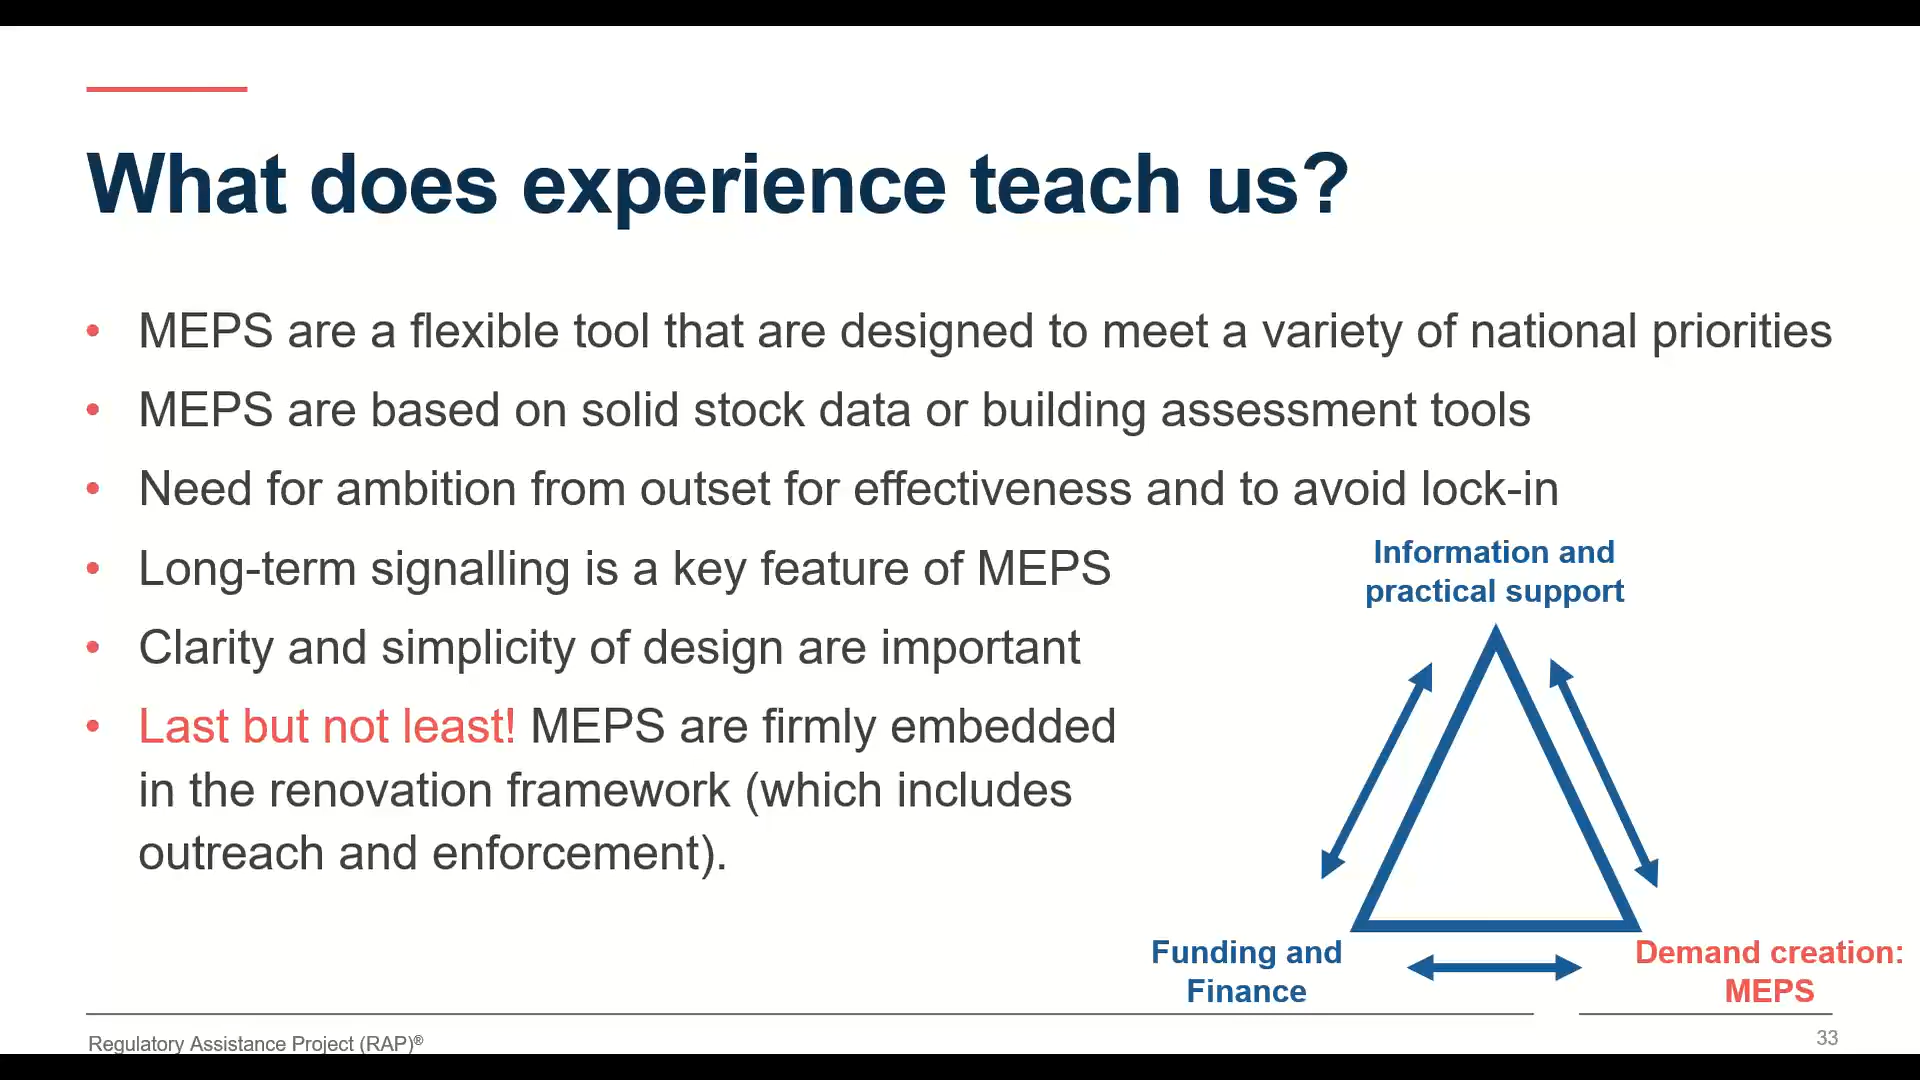 What does experience teach us?
• MEPS are a flexible tool that are designed to meet a variety of national priorities
• MEPS are based on solid stock data or building assessment tools
• Need for ambition from outset for effectiveness and to avoid lock-in
• Long-term signalling is a key feature of MEPS
• Clarity and simplicity of design are important
• Last but not least! MEPS are firmly embedded
in the renovation framework (which includes
outreach and enforcement).
Information and
practical support
Funding and
Finance
Demand creation:
MEPS
Regulatory Assistance Project (RAP)®
33